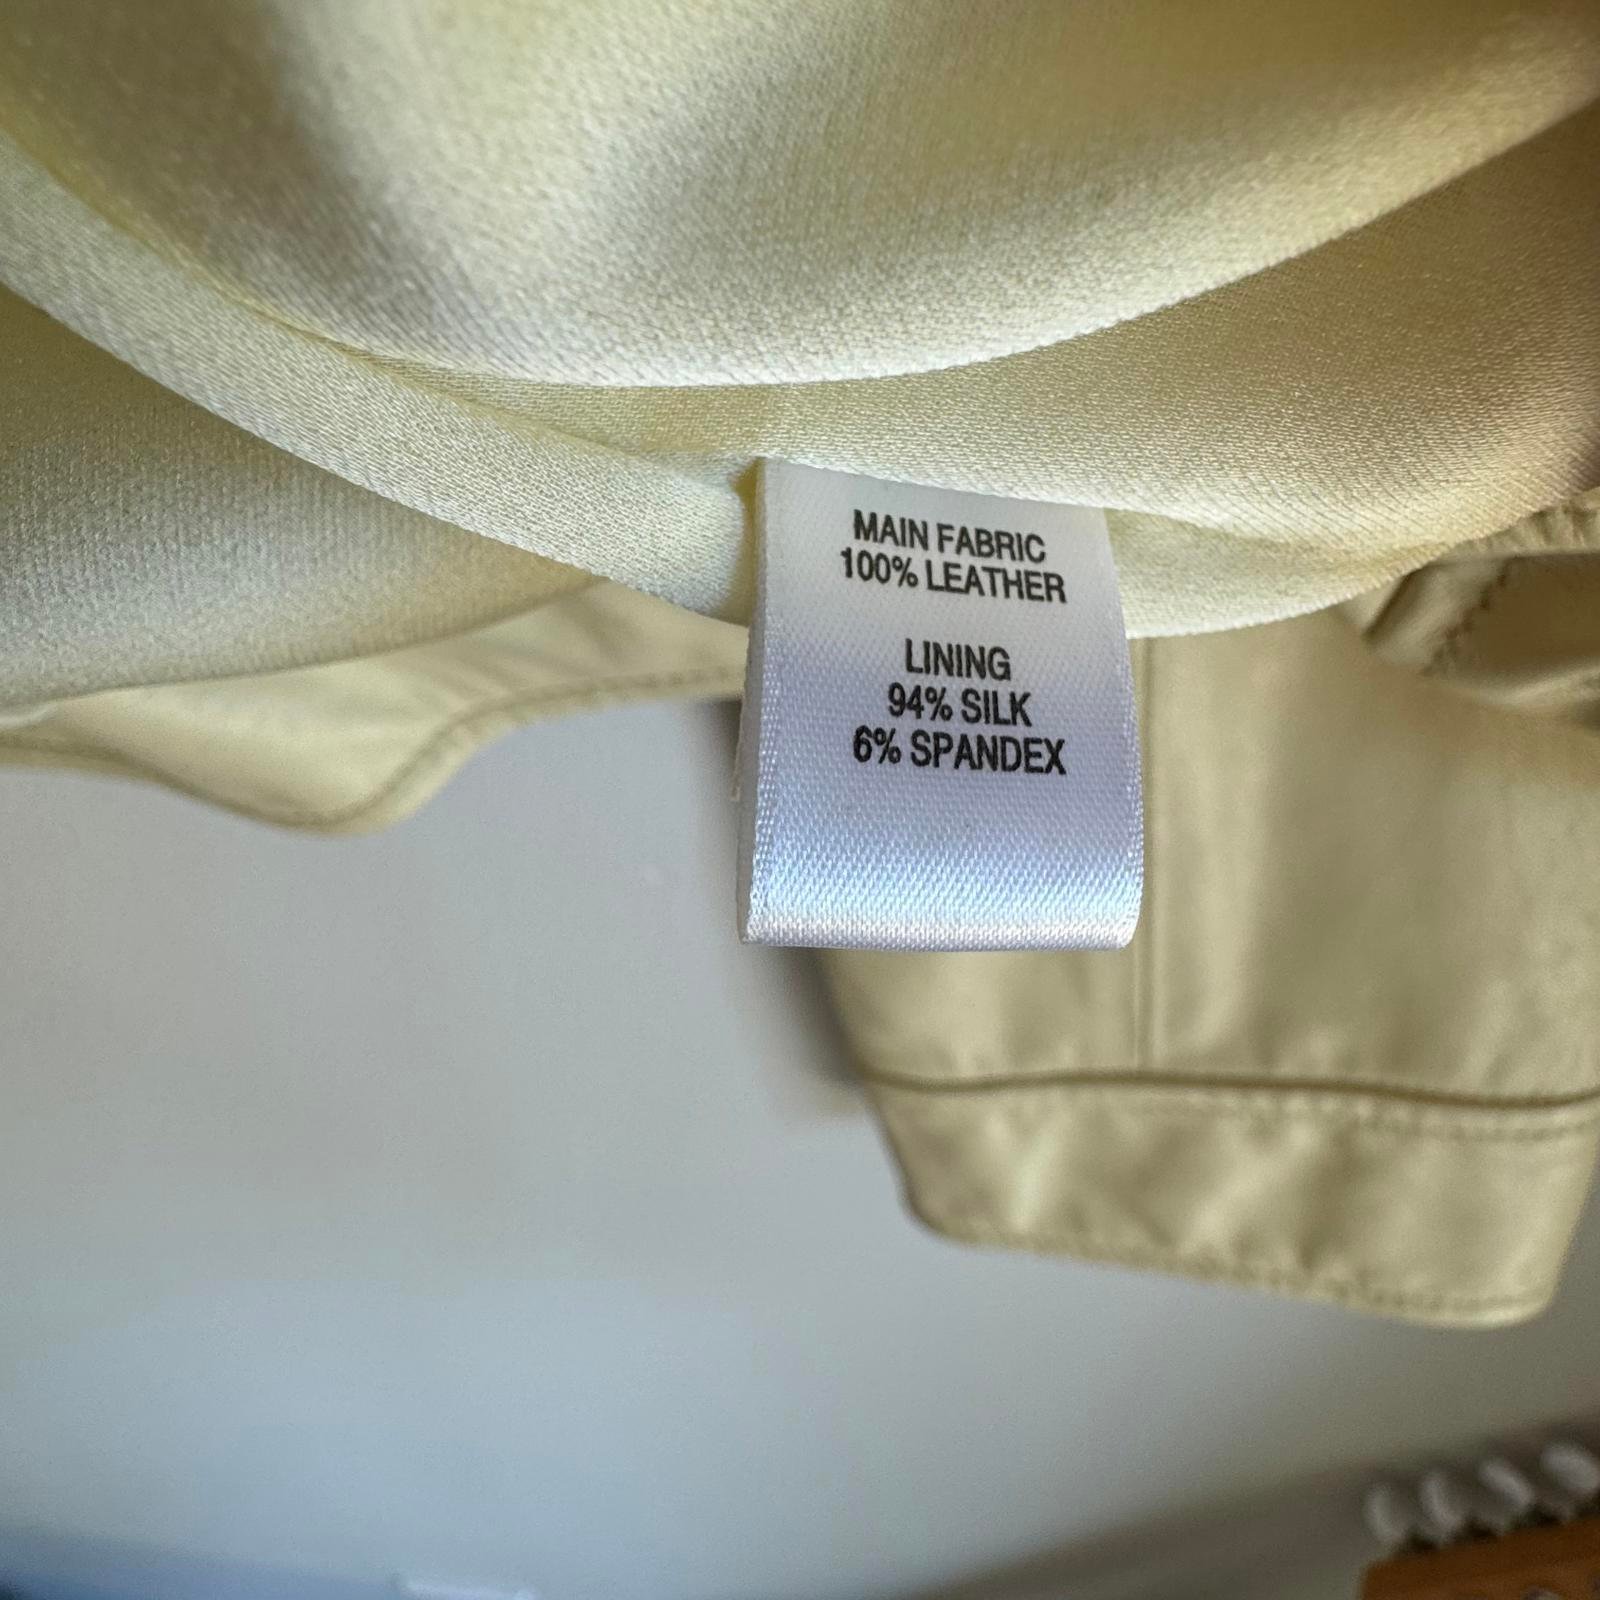 MAIN FABRIC
100% LEATHER
LINING
94% SILK
6% SPANDEX